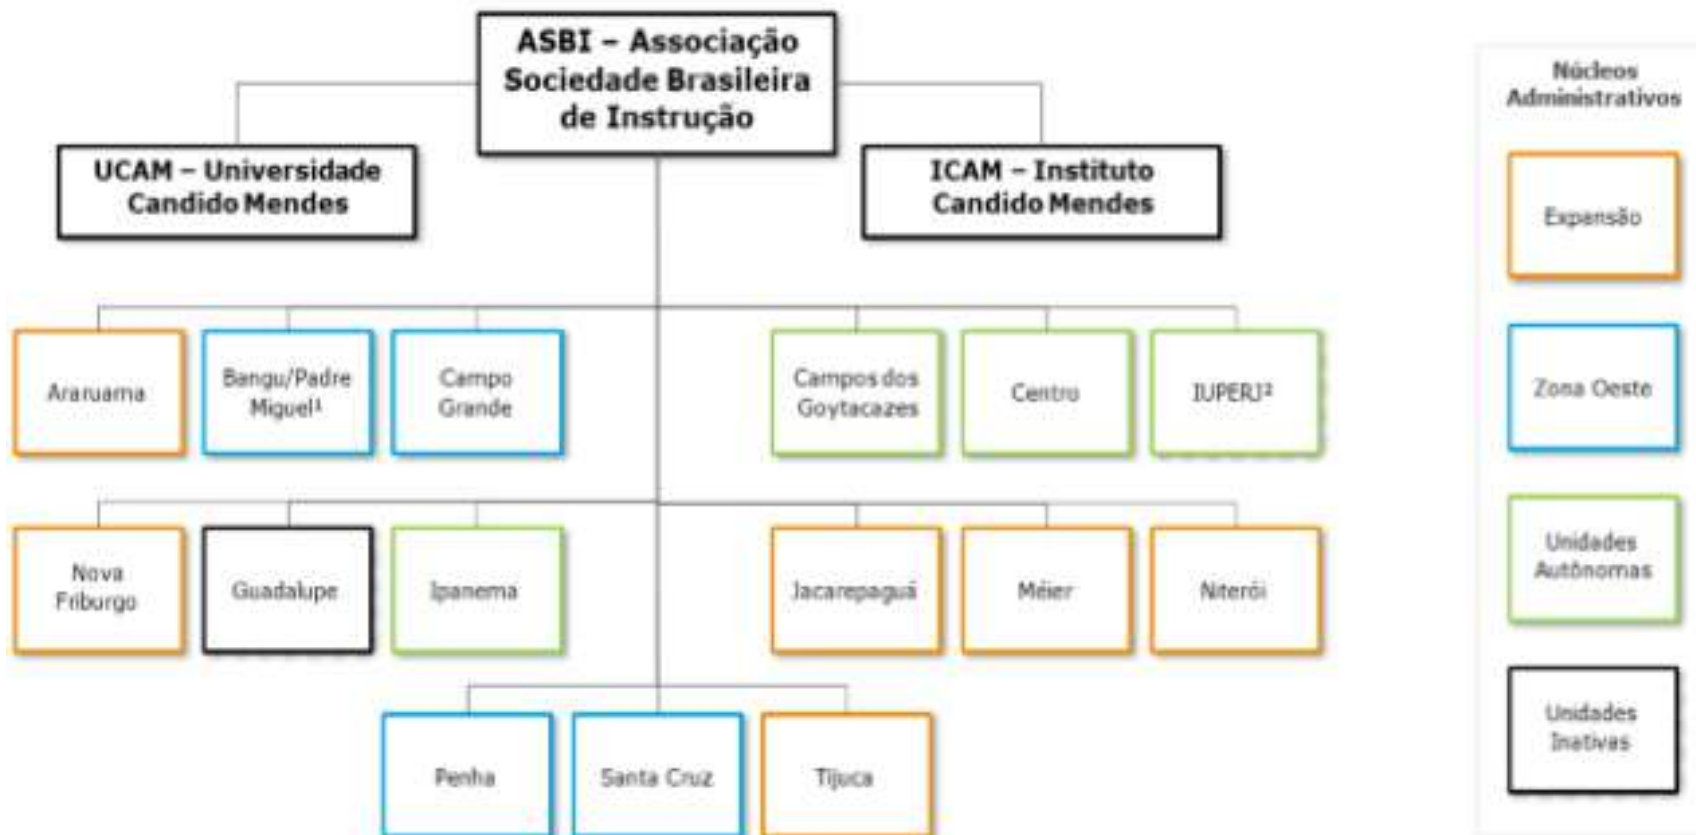 ASBI – Associação
Sociedade Brasileira
de Instrução
UCAM – Universidade
Candido Mendes
ICAM – Instituto
Candido Mendes
Araruama
Bangu/Padre
Miguel¹
Campo
Grande
Campos dos
Goytacazes
Centro
IUPERJ²
Nova
Friburgo
Guadalupe
Ipanema
Jacarepaguá
Méier
Niterói
Penha
Santa Cruz
Tijuca
Núcleos
Administrativos
Expansão
Zona Oeste
Unidades
Autônomas
Unidades
Inativas